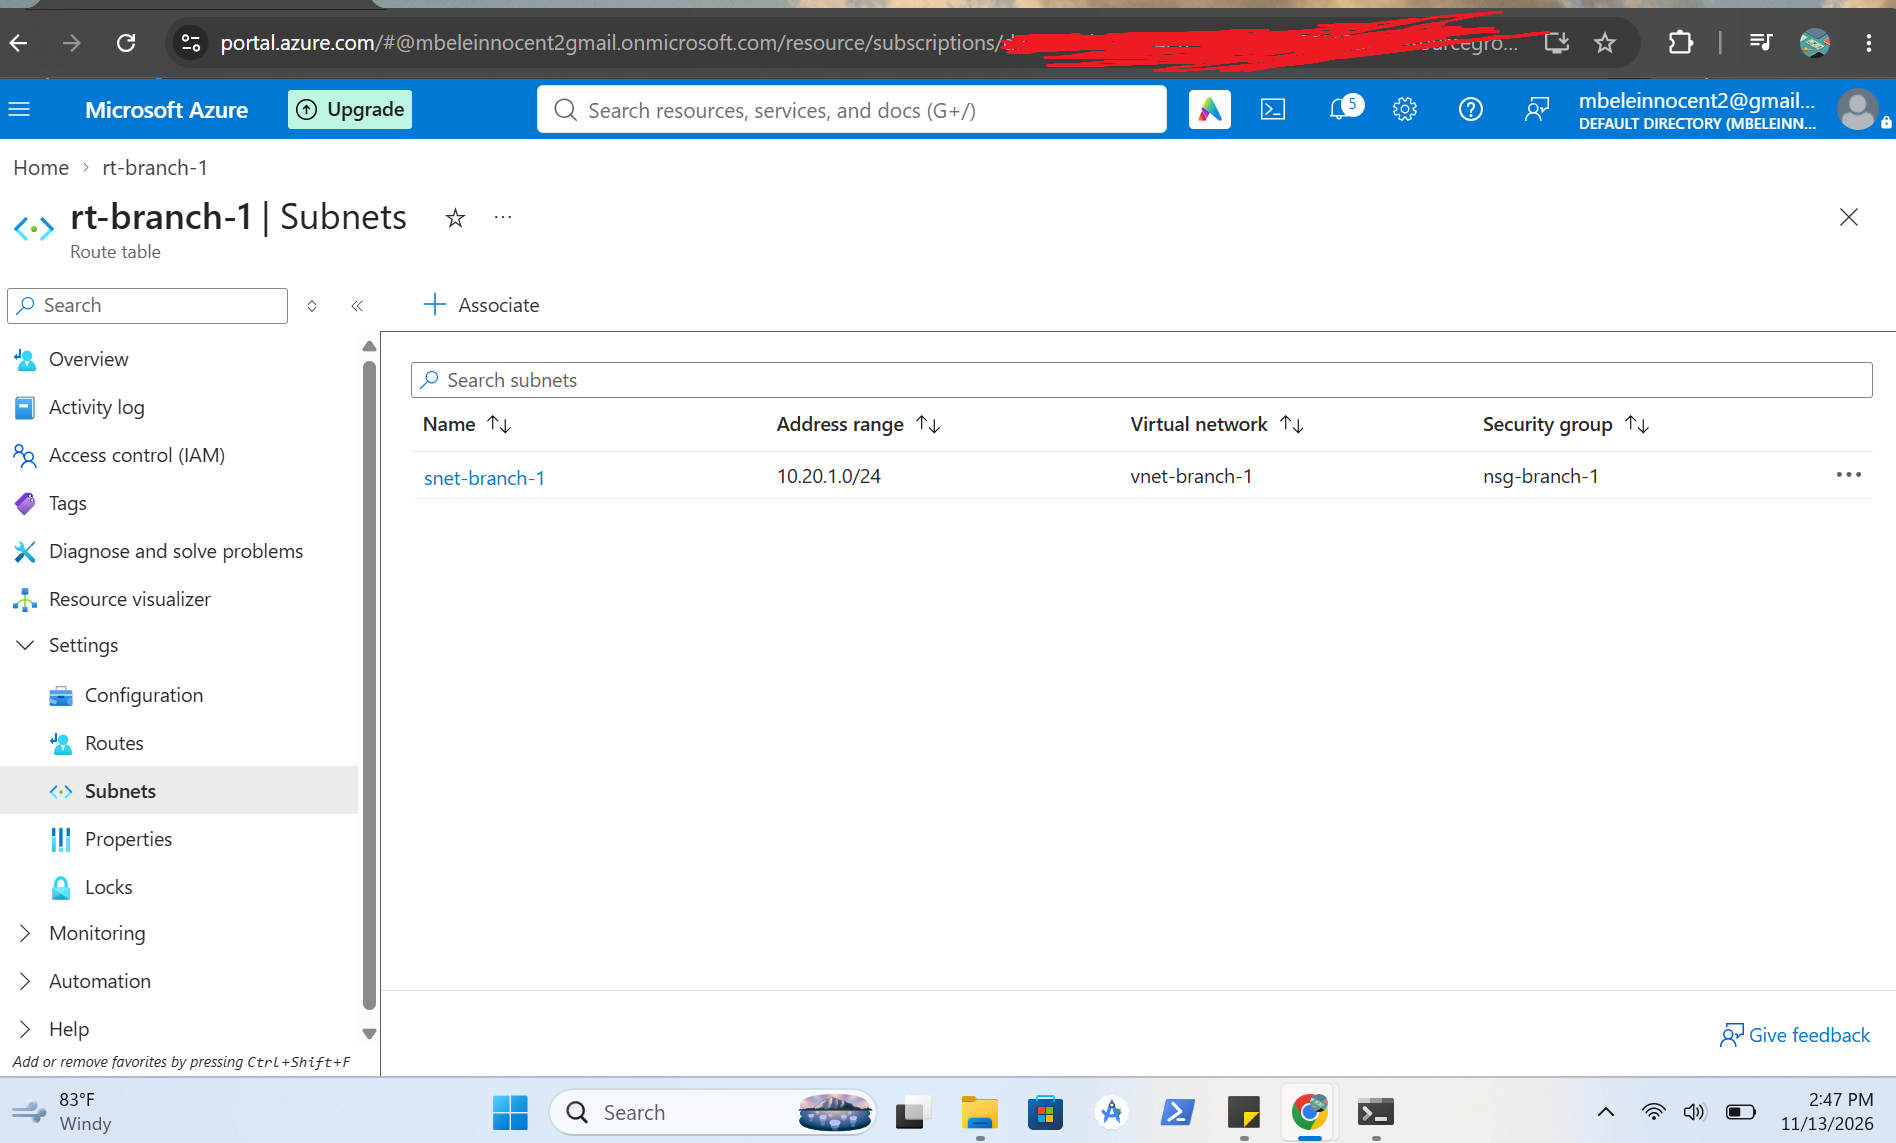 portal.azure.com/#@mbeleinnocent2gmail.onmicrosoft.com/resource/subscriptions/
Microsoft Azure
Upgrade
Search resources, services, and docs (G+/)
5
mbeleinnocent2@gmail...
DEFAULT DIRECTORY (MBELEINN...
Home > rt-branch-1
rt-branch-1 | Subnets
Route table
Search
Associate
Overview
Activity log
Access control (IAM)
Tags
Diagnose and solve problems
Resource visualizer
Settings
Configuration
Routes
Subnets
Properties
Locks
Monitoring
Automation
Help
Add or remove favorites by pressing Ctrl+Shift+F
Search subnets
Name Address range Virtual network Security group
snet-branch-1 10.20.1.0/24 vnet-branch-1 nsg-branch-1
Give feedback
83°F
Windy
Search
2:47 PM
11/13/2026